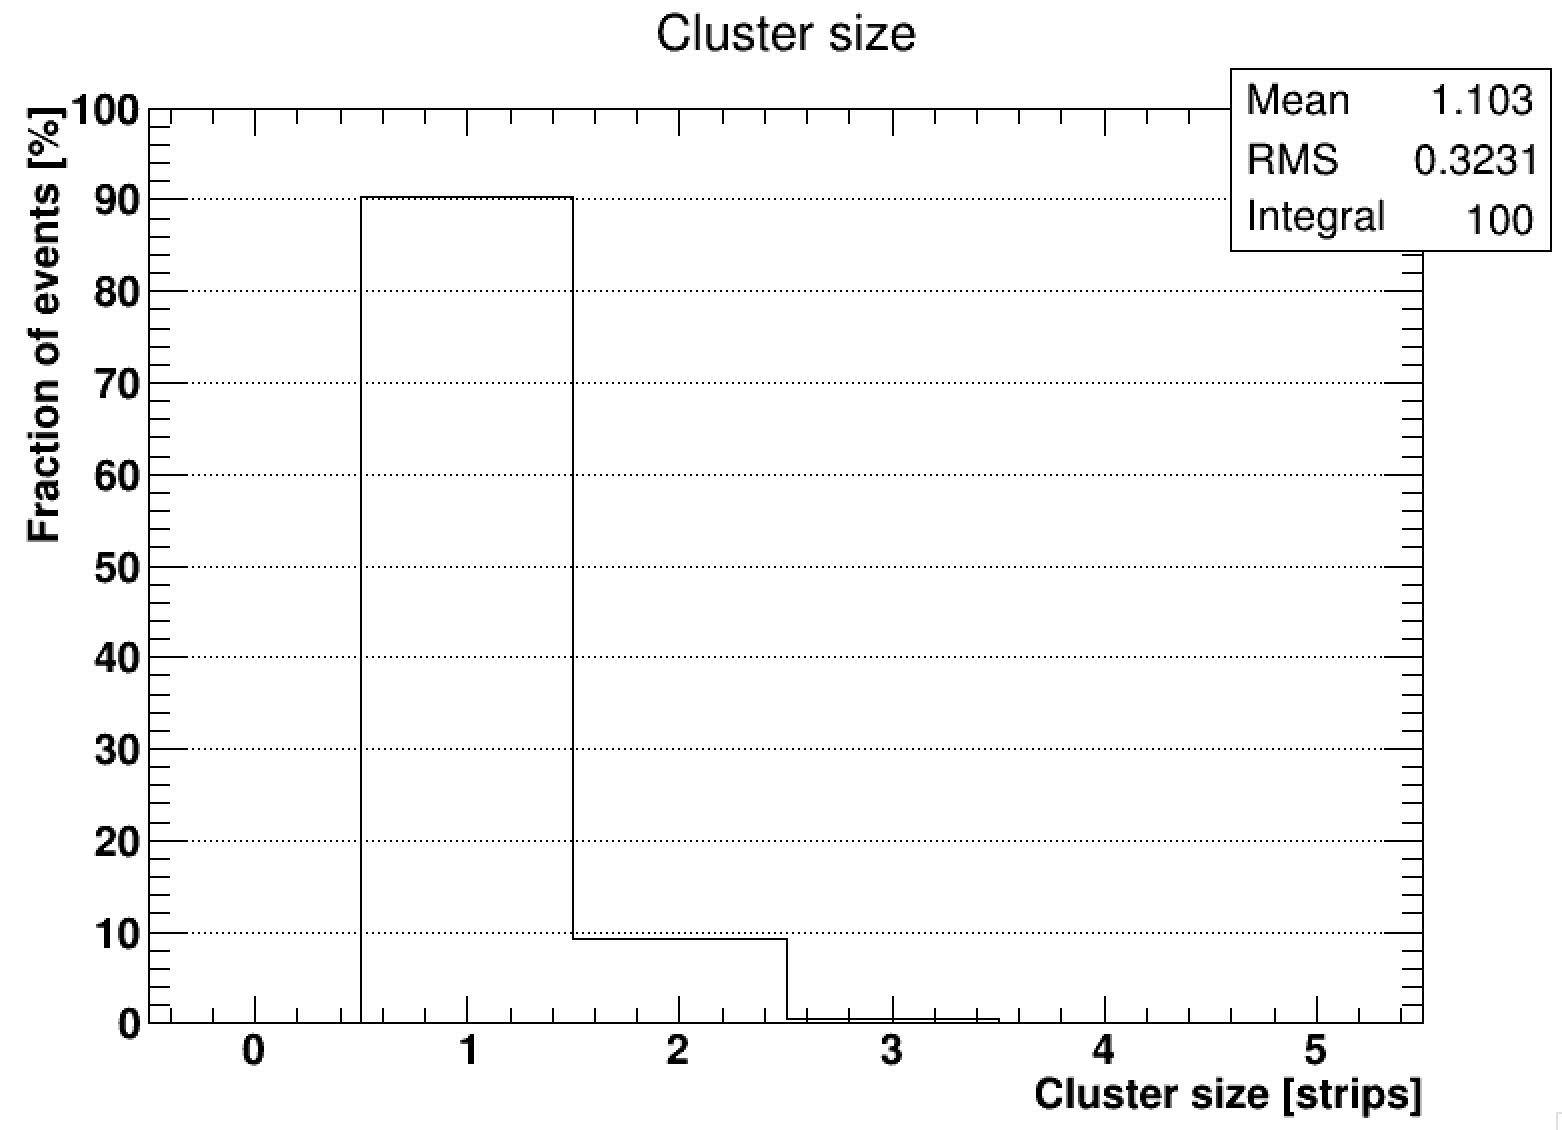 Cluster size
Mean 1.103
RMS 0.3231
Integral 100
Fraction of events [%]
100
90
80
70
60
50
40
30
20
10
0
0 1 2 3 4 5
Cluster size [strips]